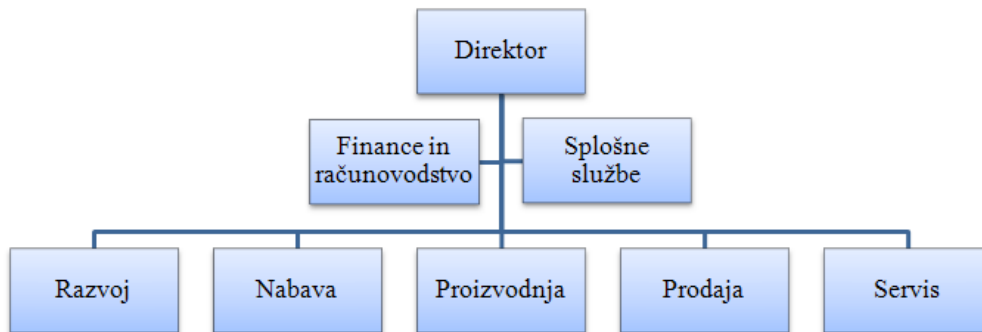 Direktor
Finance in
računovodstvo
Splošne
službe
Razvoj
Nabava
Proizvodnja
Prodaja
Servis